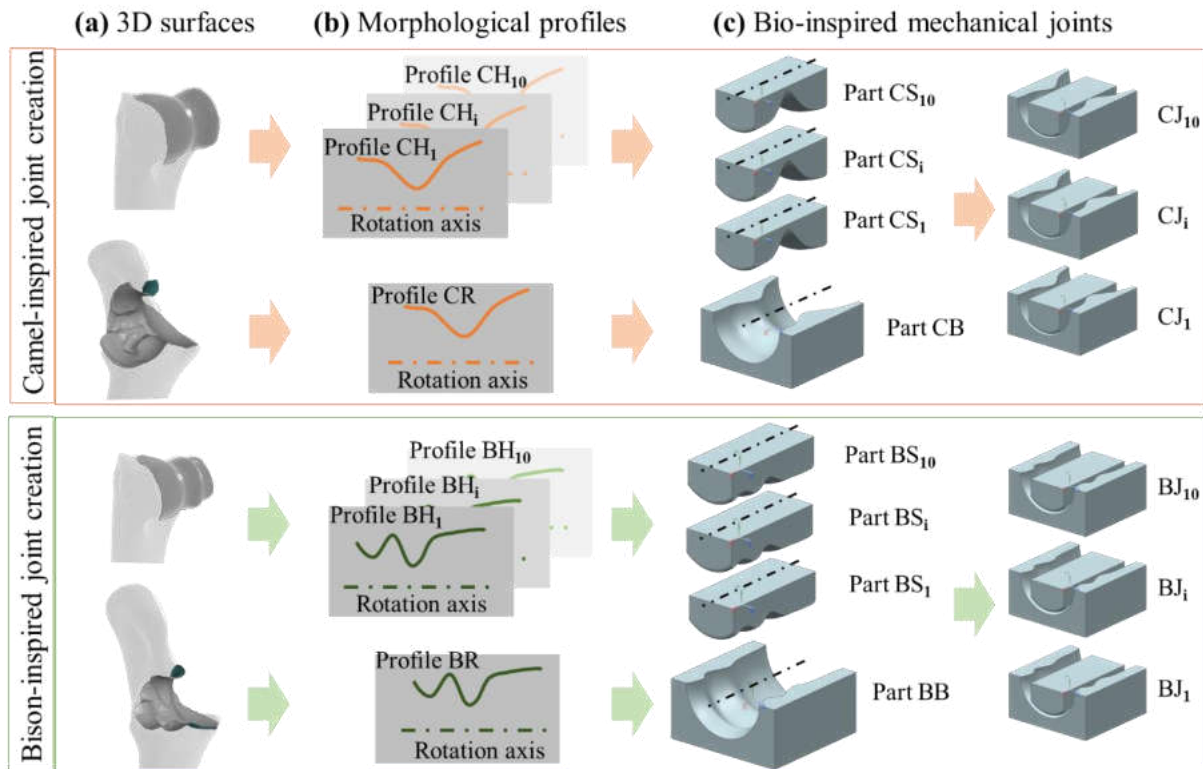 (a) 3D surfaces
(b) Morphological profiles
(c) Bio-inspired mechanical joints
Camel-inspired joint creation
Profile CH10
Profile CHi
Profile CH1
Rotation axis
Profile CR
Rotation axis
Part CS10
Part CSi
Part CS1
Part CB
CJ10
CJi
CJ1
Bison-inspired joint creation
Profile BH10
Profile BHi
Profile BH1
Rotation axis
Profile BR
Rotation axis
Part BS10
Part BSi
Part BS1
Part BB
BJ10
BJi
BJ1